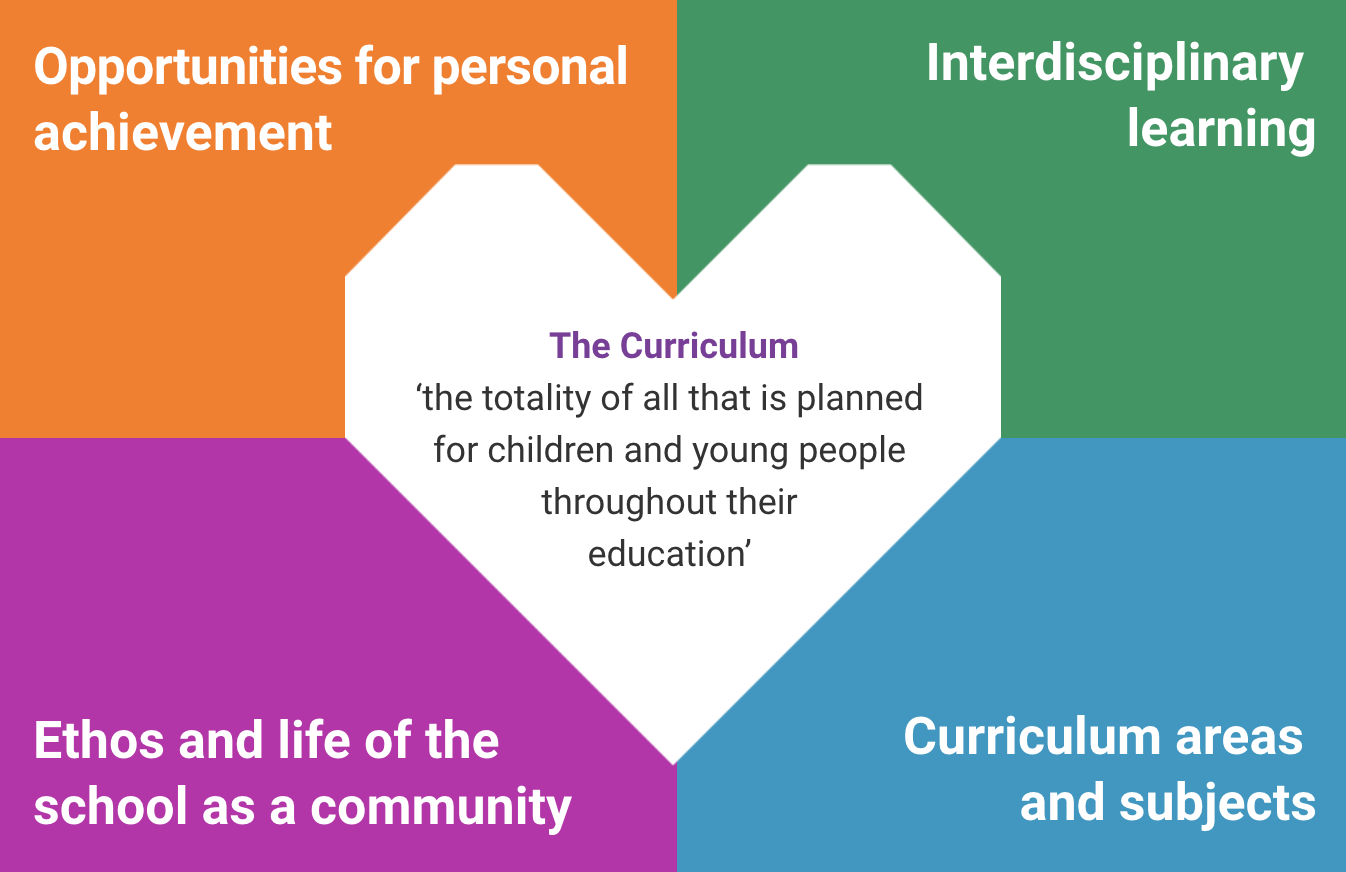 Opportunities for personal
achievement
Interdisciplinary
learning
The Curriculum
‘the totality of all that is planned
for children and young people
throughout their
education’
Ethos and life of the
school as a community
Curriculum areas
and subjects